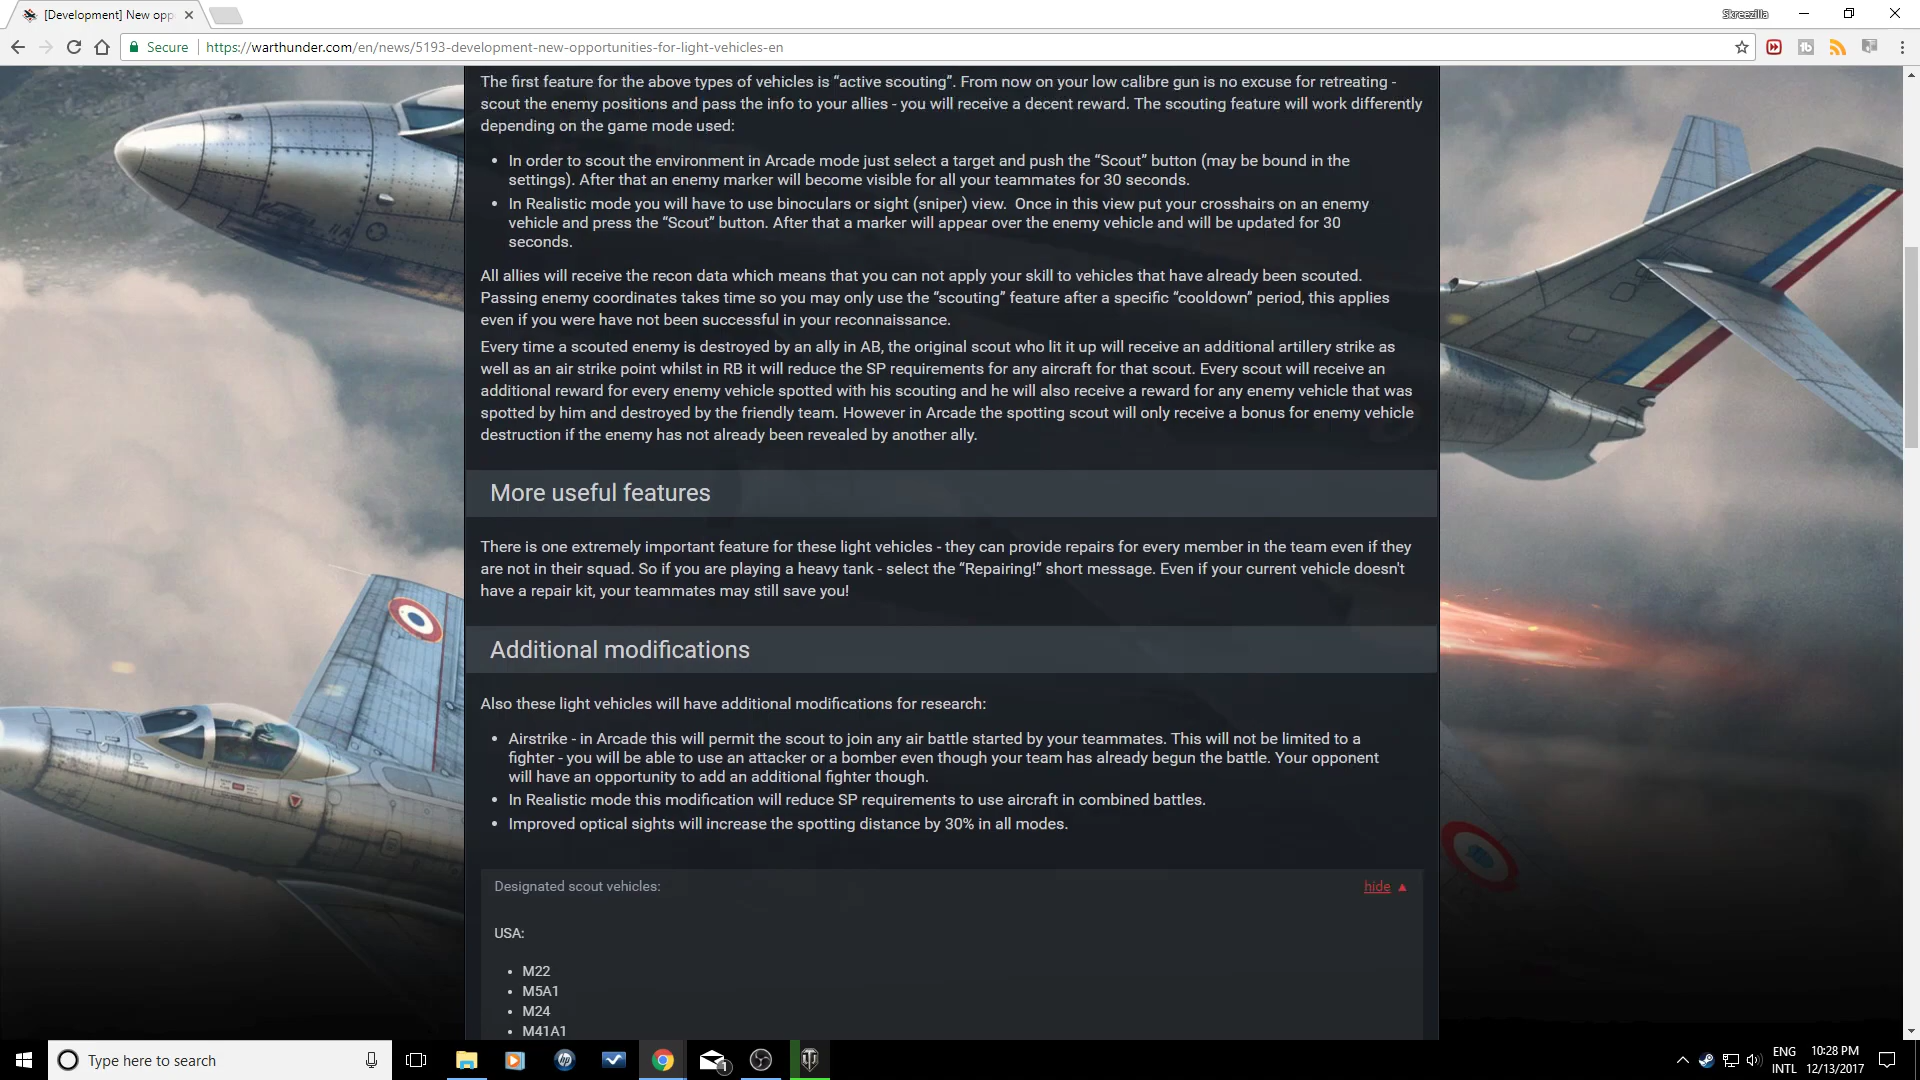 [Development] New opp
Skreezilla
Secure https://warthunder.com/en/news/5193-development-new-opportunities-for-light-vehicles-en
The first feature for the above types of vehicles is “active scouting”. From now on your low calibre gun is no excuse for retreating -
scout the enemy positions and pass the info to your allies - you will receive a decent reward. The scouting feature will work differently
depending on the game mode used:
• In order to scout the environment in Arcade mode just select a target and push the “Scout” button (may be bound in the
settings). After that an enemy marker will become visible for all your teammates for 30 seconds.
• In Realistic mode you will have to use binoculars or sight (sniper) view. Once in this view put your crosshairs on an enemy
vehicle and press the “Scout” button. After that a marker will appear over the enemy vehicle and will be updated for 30
seconds.
All allies will receive the recon data which means that you can not apply your skill to vehicles that have already been scouted.
Passing enemy coordinates takes time so you may only use the “scouting” feature after a specific “cooldown” period, this applies
even if you were have not been successful in your reconnaissance.
Every time a scouted enemy is destroyed by an ally in AB, the original scout who lit it up will receive an additional artillery strike as
well as an air strike point whilst in RB it will reduce the SP requirements for any aircraft for that scout. Every scout will receive an
additional reward for every enemy vehicle spotted with his scouting and he will also receive a reward for any enemy vehicle that was
spotted by him and destroyed by the friendly team. However in Arcade the spotting scout will only receive a bonus for enemy vehicle
destruction if the enemy has not already been revealed by another ally.
More useful features
There is one extremely important feature for these light vehicles - they can provide repairs for every member in the team even if they
are not in their squad. So if you are playing a heavy tank - select the “Repairing!” short message. Even if your current vehicle doesn't
have a repair kit, your teammates may still save you!
Additional modifications
Also these light vehicles will have additional modifications for research:
• Airstrike - in Arcade this will permit the scout to join any air battle started by your teammates. This will not be limited to a
fighter - you will be able to use an attacker or a bomber even though your team has already begun the battle. Your opponent
will have an opportunity to add an additional fighter though.
• In Realistic mode this modification will reduce SP requirements to use aircraft in combined battles.
• Improved optical sights will increase the spotting distance by 30% in all modes.
Designated scout vehicles: hide ▲
USA:
• M22
• M5A1
• M24
• M41A1
Type here to search
1
ENG 10:28 PM
INTL 12/13/2017